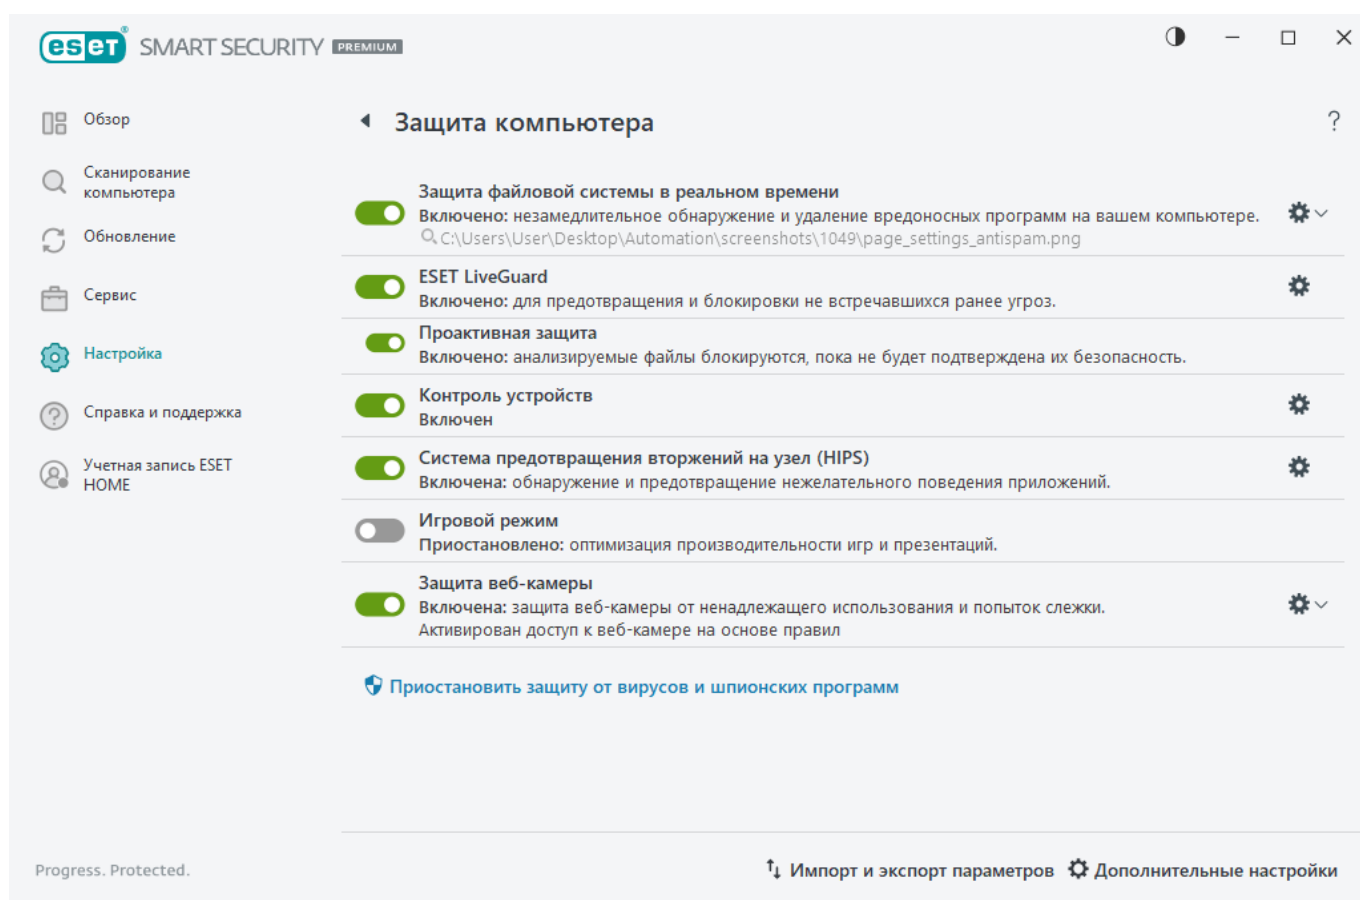 eset® SMART SECURITY PREMIUM
Обзор
Сканирование
компьютера
Обновление
Сервис
Настройка
Справка и поддержка
Учетная запись ESET
HOME
Защита компьютера
?
Защита файловой системы в реальном времени
Включено: незамедлительное обнаружение и удаление вредоносных программ на вашем компьютере.
C:\Users\User\Desktop\Automation\screenshots\1049\page_settings_antispam.png
ESET LiveGuard
Включено: для предотвращения и блокировки не встречавшихся ранее угроз.
Проактивная защита
Включено: анализируемые файлы блокируются, пока не будет подтверждена их безопасность.
Контроль устройств
Включен
Система предотвращения вторжений на узел (HIPS)
Включена: обнаружение и предотвращение нежелательного поведения приложений.
Игровой режим
Приостановлено: оптимизация производительности игр и презентаций.
Защита веб-камеры
Включена: защита веб-камеры от ненадлежащего использования и попыток слежки.
Активирован доступ к веб-камере на основе правил
Приостановить защиту от вирусов и шпионских программ
Progress. Protected.
Импорт и экспорт параметров
Дополнительные настройки